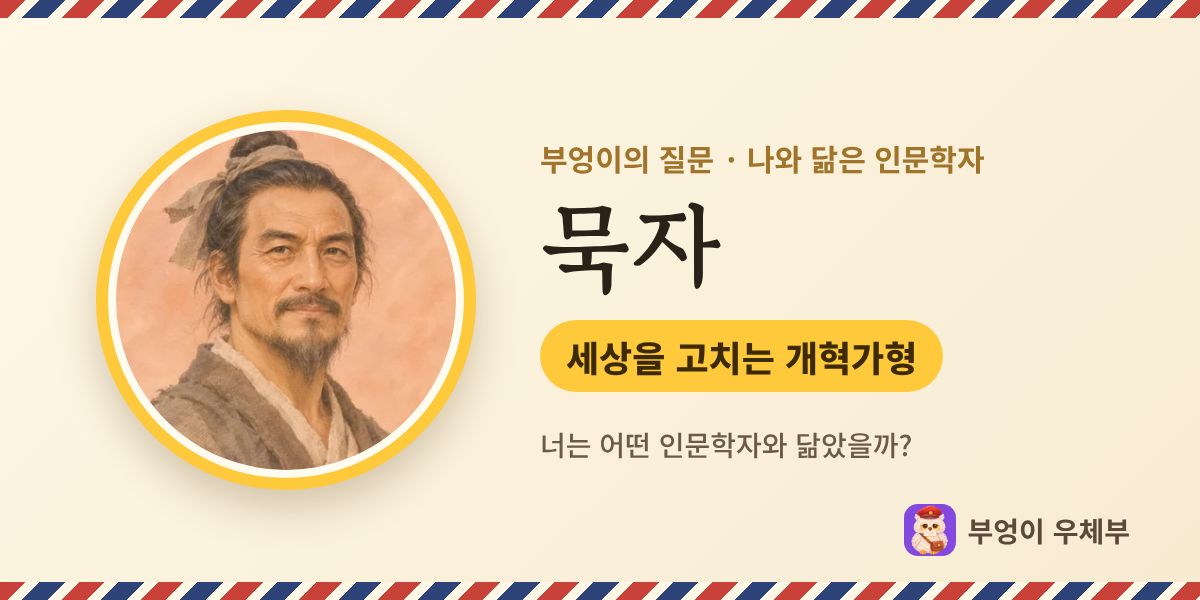 부엉이의 질문 · 나와 닮은 인문학자
묵자
세상을 고치는 개혁가형
너는 어떤 인문학자와 닮았을까?
부엉이 우체부